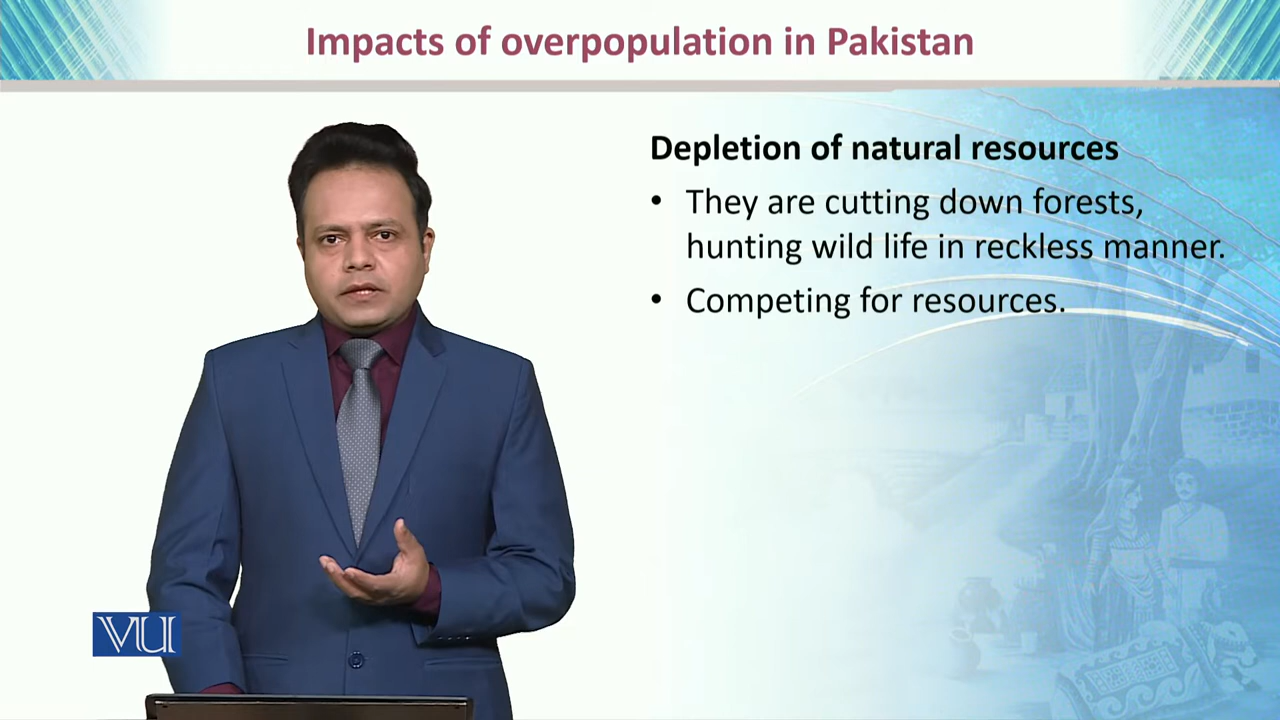 Impacts of overpopulation in Pakistan
Depletion of natural resources
• They are cutting down forests,
hunting wild life in reckless manner.
• Competing for resources.
VU